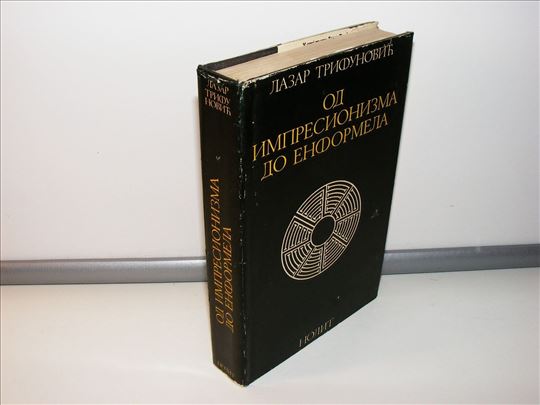 ЛАЗАР ТРИФУНОВИЋ
ОД
ИМПРЕСИОНИЗМА
ДО ЕНФОРМЕЛА
НОЛИТ
ЛАЗАР
ТРИФУ
НОВИЋ
ОД ИМПРЕСИОНИЗМА
ДО ЕНФОРМЕЛА
НОЛИТ